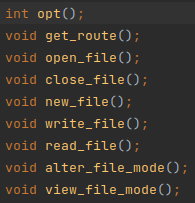 int opt();
void get_route();
void open_file();
void close_file();
void new_file();
void write_file();
void read_file();
void alter_file_mode();
void view_file_mode();